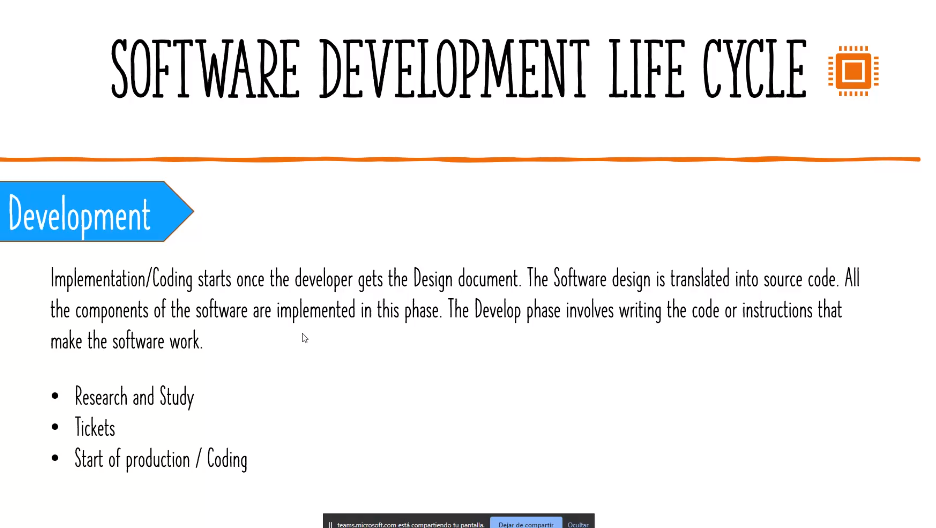 SOFTWARE DEVELOPMENT LIFE CYCLE
Development
Implementation/Coding starts once the developer gets the Design document. The Software design is translated into source code. All
the components of the software are implemented in this phase. The Develop phase involves writing the code or instructions that
make the software work.
• Research and Study
• Tickets
• Start of production / Coding
teams.microsoft.com está compartiendo tu pantalla. Dejar de compartir Ocultar